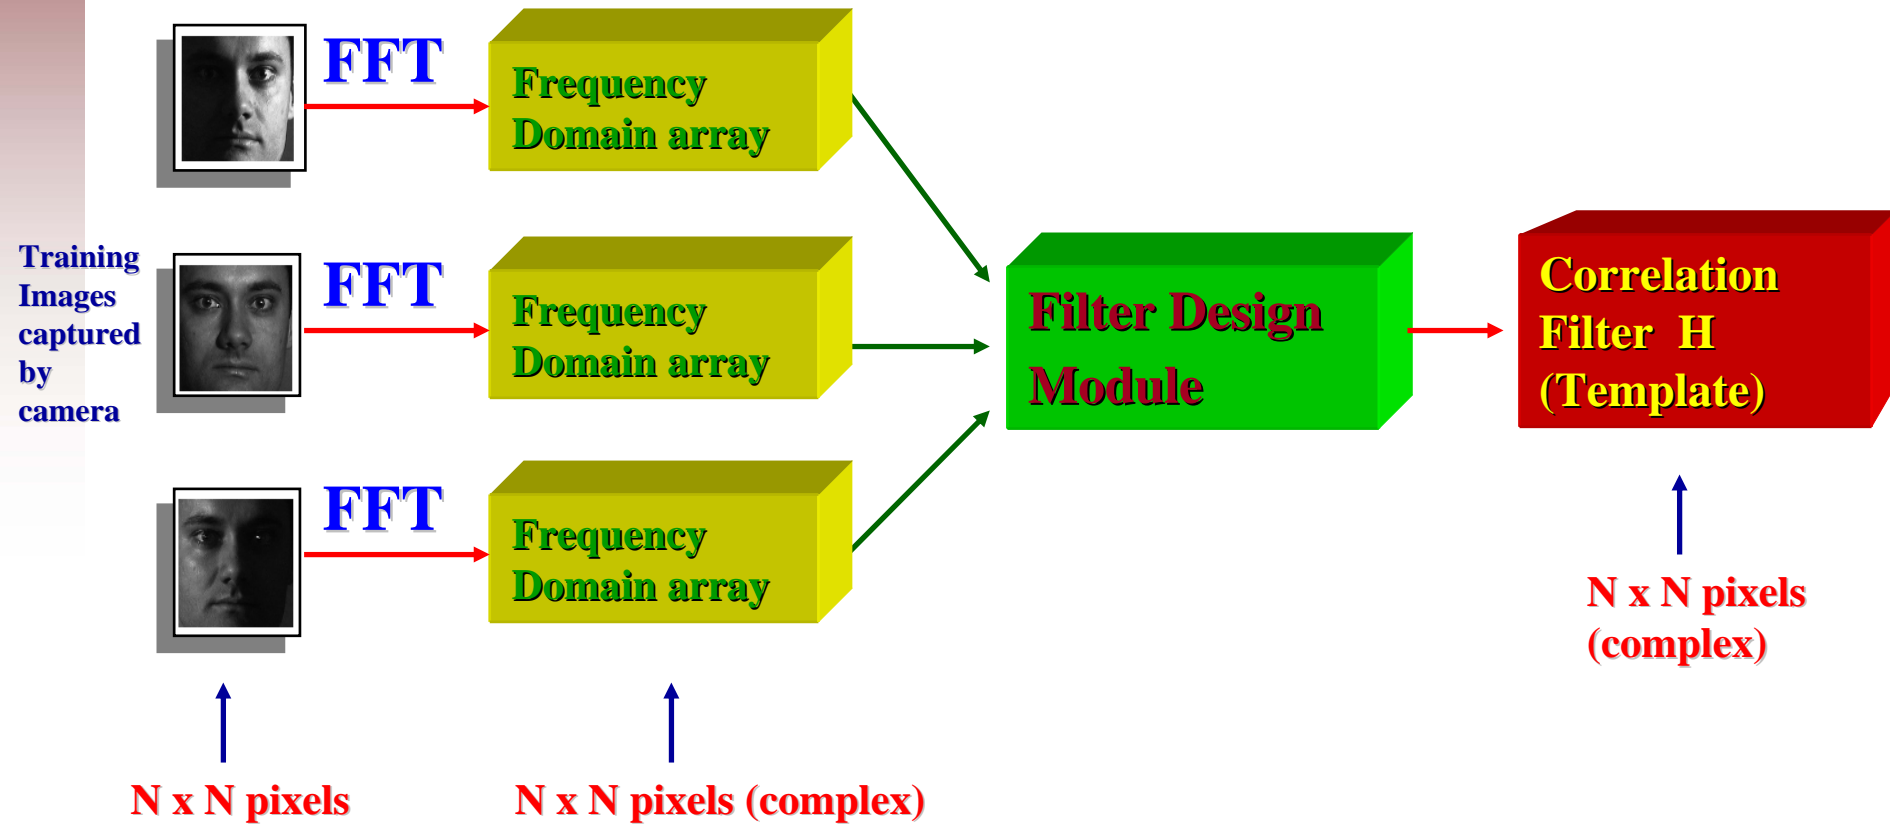 FFT
Frequency
Domain array
Training
Images
captured
by
camera
FFT
Frequency
Domain array
Filter Design
Module
Correlation
Filter H
(Template)
FFT
Frequency
Domain array
N x N pixels
(complex)
N x N pixels
N x N pixels (complex)